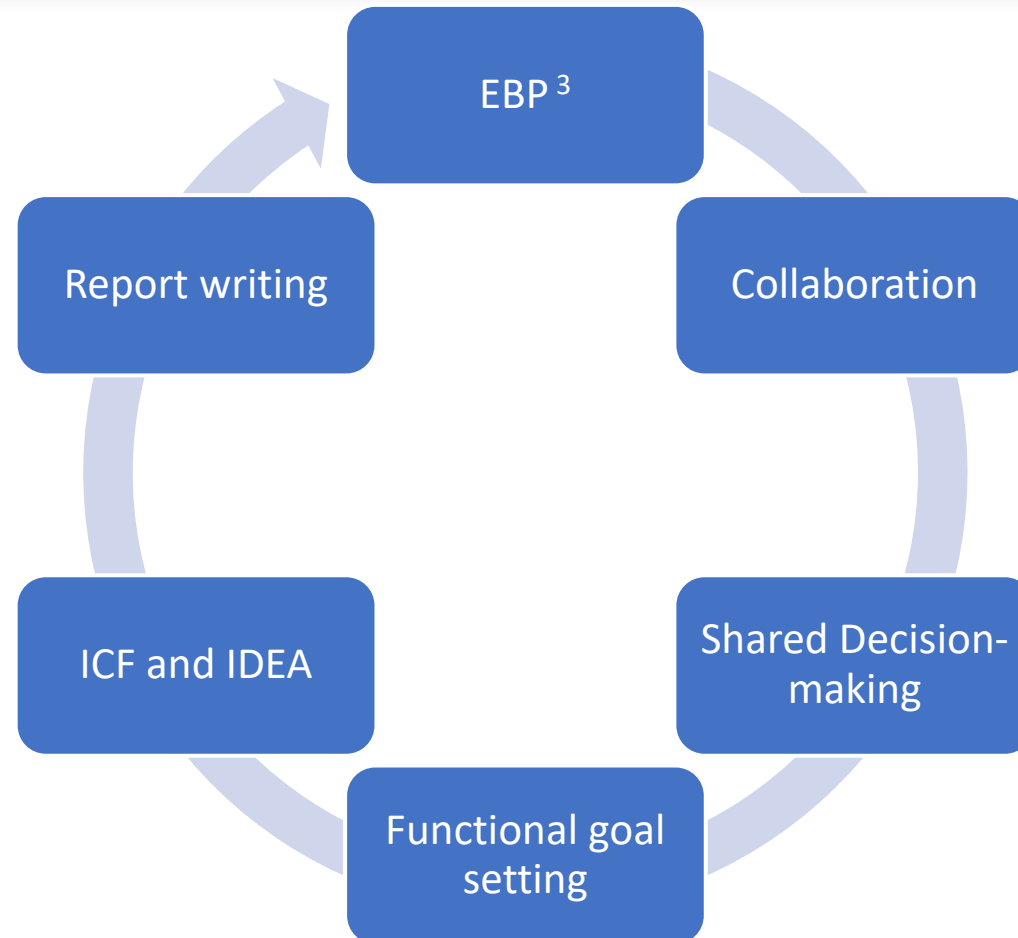 EBP ³
Collaboration
Shared Decision-
making
Functional goal
setting
ICF and IDEA
Report writing